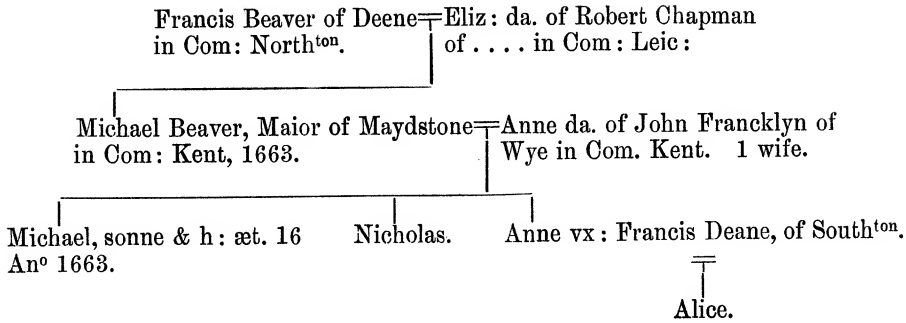 Francis Beaver of Deene╤Eliz: da. of Robert Chapman
in Com: Northton. of .... in Com: Leic:
Michael Beaver, Maior of Maydstone╤Anne da. of John Francklyn of
in Com: Kent, 1663. Wye in Com. Kent. 1 wife.
Michael, sonne & h: æt. 16 Nicholas. Anne vx: Francis Deane, of Southton.
Ano 1663.
Alice.